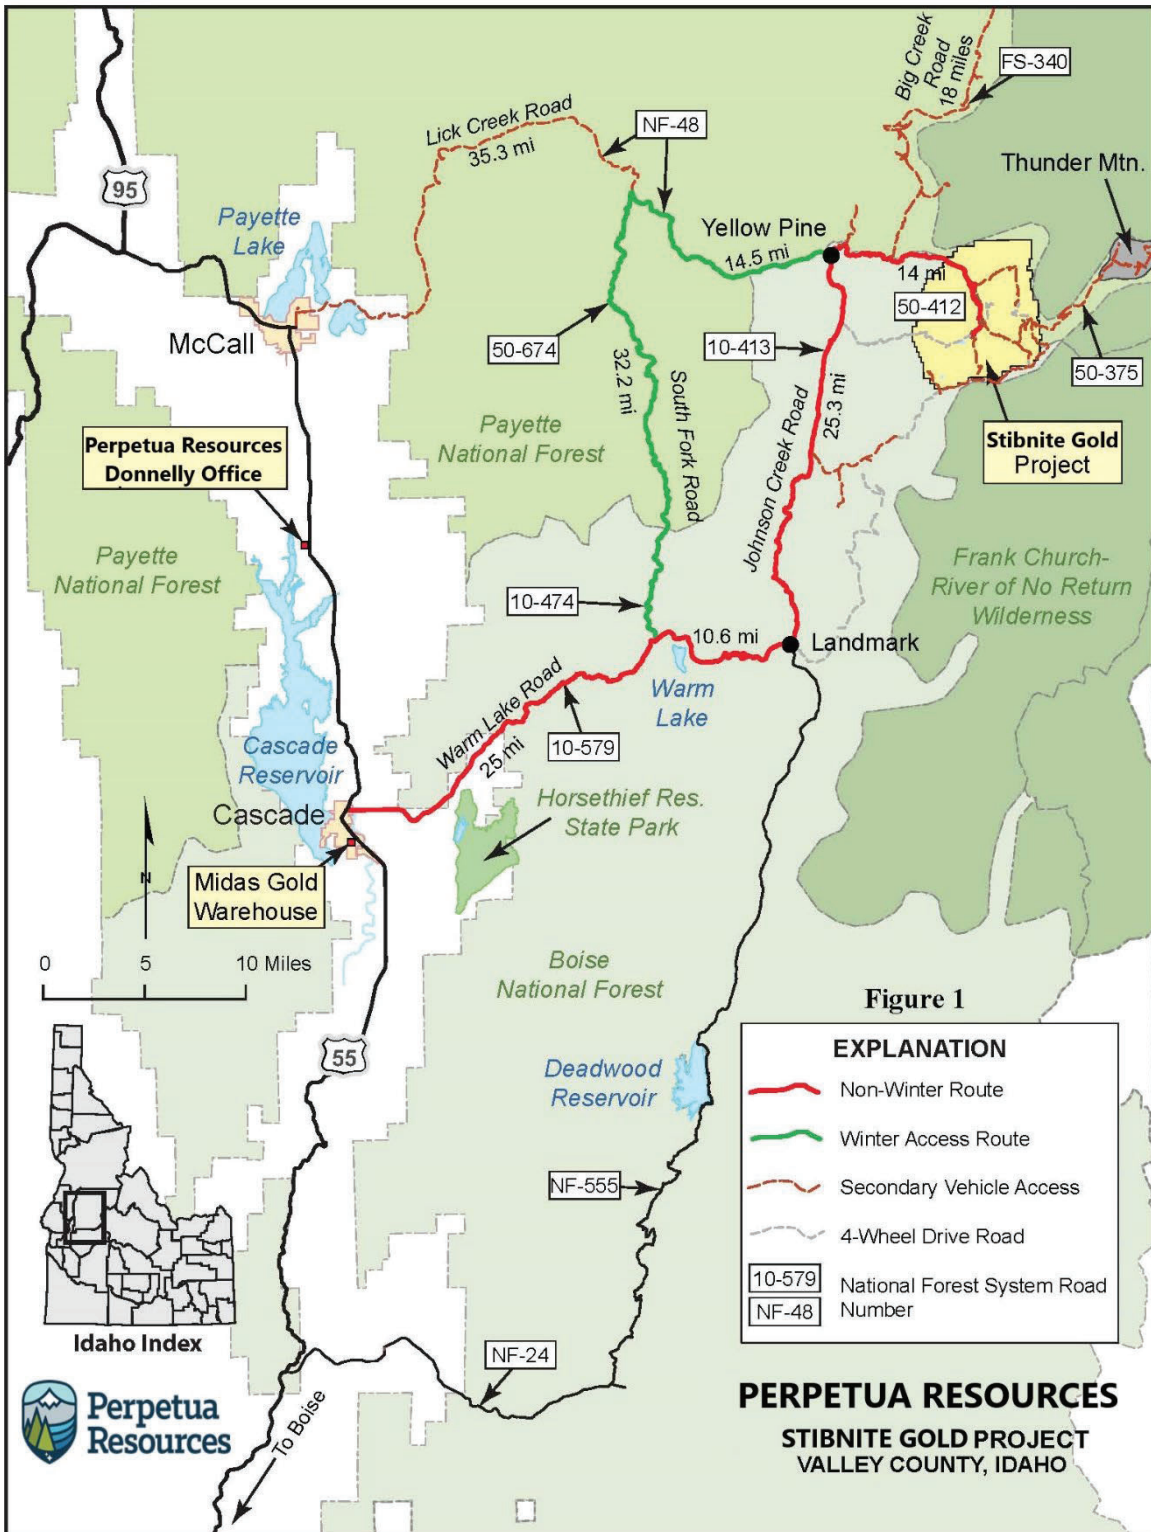 Big Creek
Road
18 miles
FS-340
Lick Creek Road
35.3 mi
NF-48
Thunder Mtn.
95
Payette
Lake
Yellow Pine
14.5 mi
14 mi
50-412
McCall
50-674
10-413
50-375
32.2 mi
South Fork Road
25.3 mi
Johnson Creek Road
Payette
National Forest
Stibnite Gold
Project
Perpetua Resources
Donnelly Office
Payette
National Forest
Frank Church-
River of No Return
Wilderness
10-474
10.6 mi
Landmark
Warm
Lake
Warm Lake Road
25 mi
10-579
Cascade
Reservoir
Cascade
Horsethief Res.
State Park
N
Midas Gold
Warehouse
0 5 10 Miles
Boise
National Forest
55
Deadwood
Reservoir
NF-555
Figure 1
EXPLANATION
Non-Winter Route
Winter Access Route
Secondary Vehicle Access
4-Wheel Drive Road
10-579
NF-48
National Forest System Road
Number
Idaho Index
NF-24
To Boise
Perpetua
Resources
PERPETUA RESOURCES
STIBNITE GOLD PROJECT
VALLEY COUNTY, IDAHO